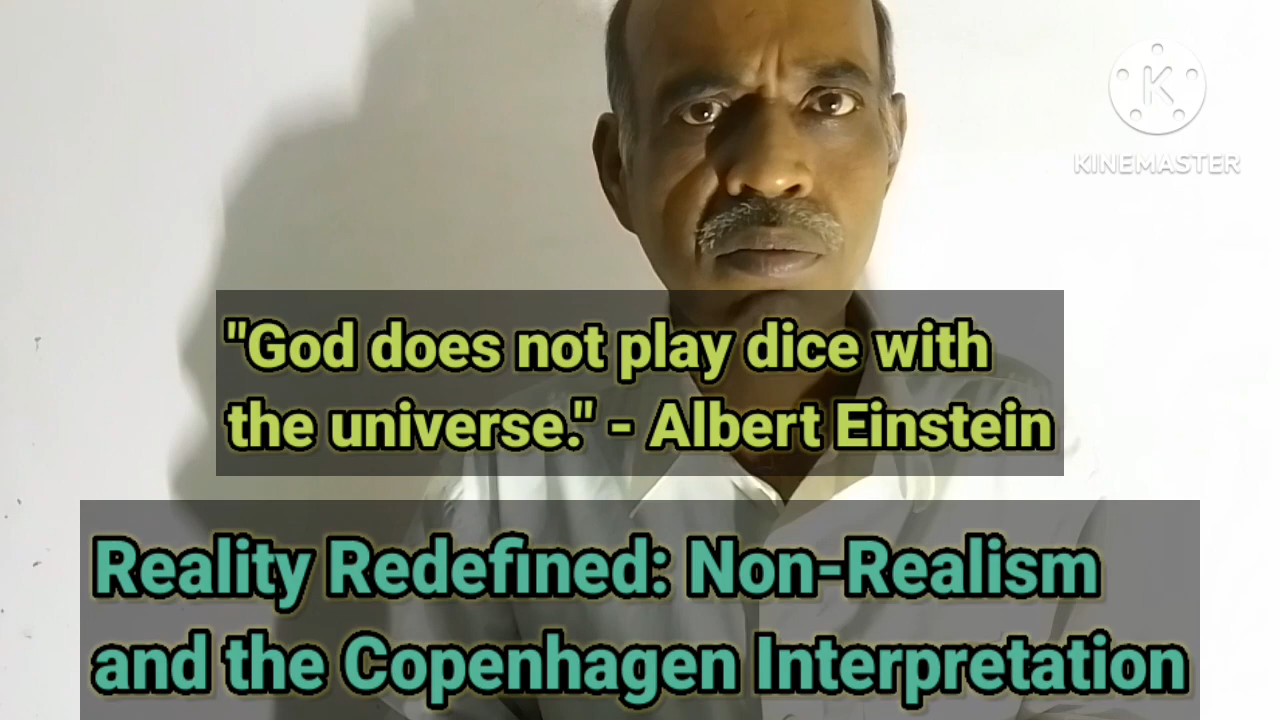 K
KINEMASTER
"God does not play dice with
the universe." - Albert Einstein
Reality Redefined: Non-Realism
and the Copenhagen Interpretation